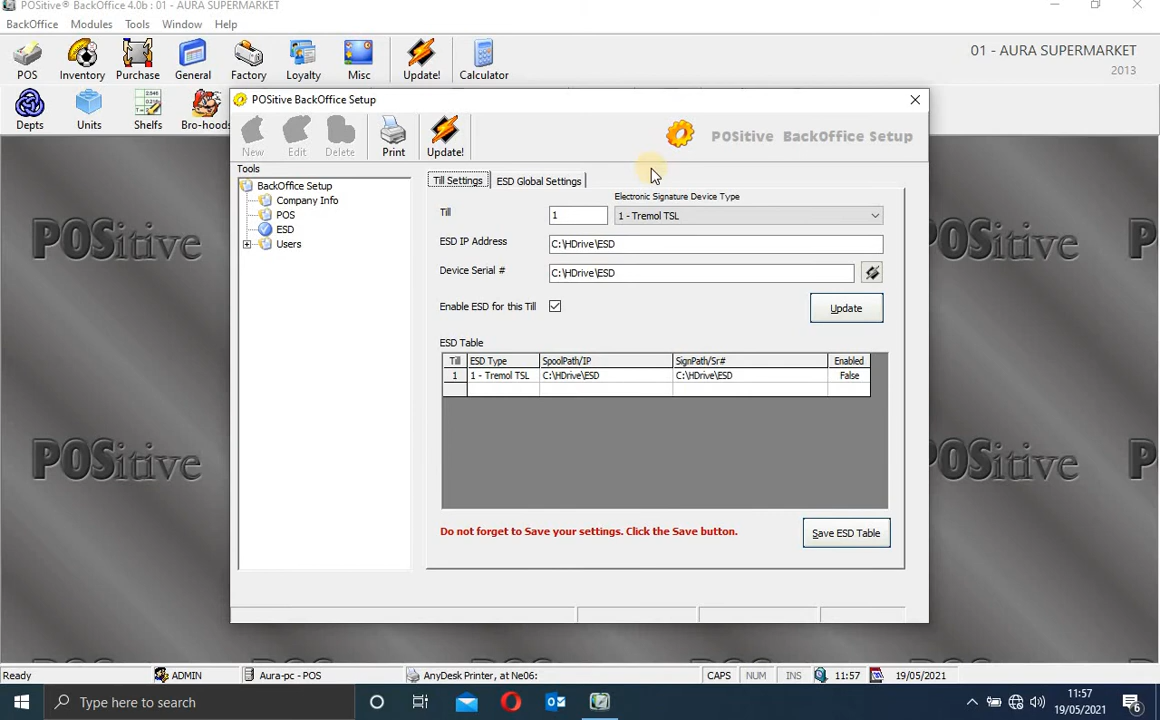 POSitive® BackOffice 4.0b : 01 - AURA SUPERMARKET
BackOffice Modules Tools Window Help
POS Inventory Purchase General Factory Loyalty Misc Update! Calculator
01 - AURA SUPERMARKET
2013
Depts Units Shelfs Bro-hoods
POSitive BackOffice Setup
New Edit Delete Print Update!
POSitive BackOffice Setup
Tools
BackOffice Setup
Company Info
POS
ESD
Users
Till Settings ESD Global Settings
Electronic Signature Device Type
Till 1 1 - Tremol TSL
ESD IP Address C:\HDrive\ESD
Device Serial # C:\HDrive\ESD
Enable ESD for this Till
Update
ESD Table
Till ESD Type SpoolPath/IP SignPath/Sr# Enabled
1 1 - Tremol TSL C:\HDrive\ESD C:\HDrive\ESD False
Do not forget to Save your settings. Click the Save button.
Save ESD Table
POSitive POSitive
POSitive POSitive
Ready ADMIN Aura-pc - POS AnyDesk Printer, at Ne06: CAPS NUM INS 11:57 19/05/2021
Type here to search
11:57
19/05/2021
6